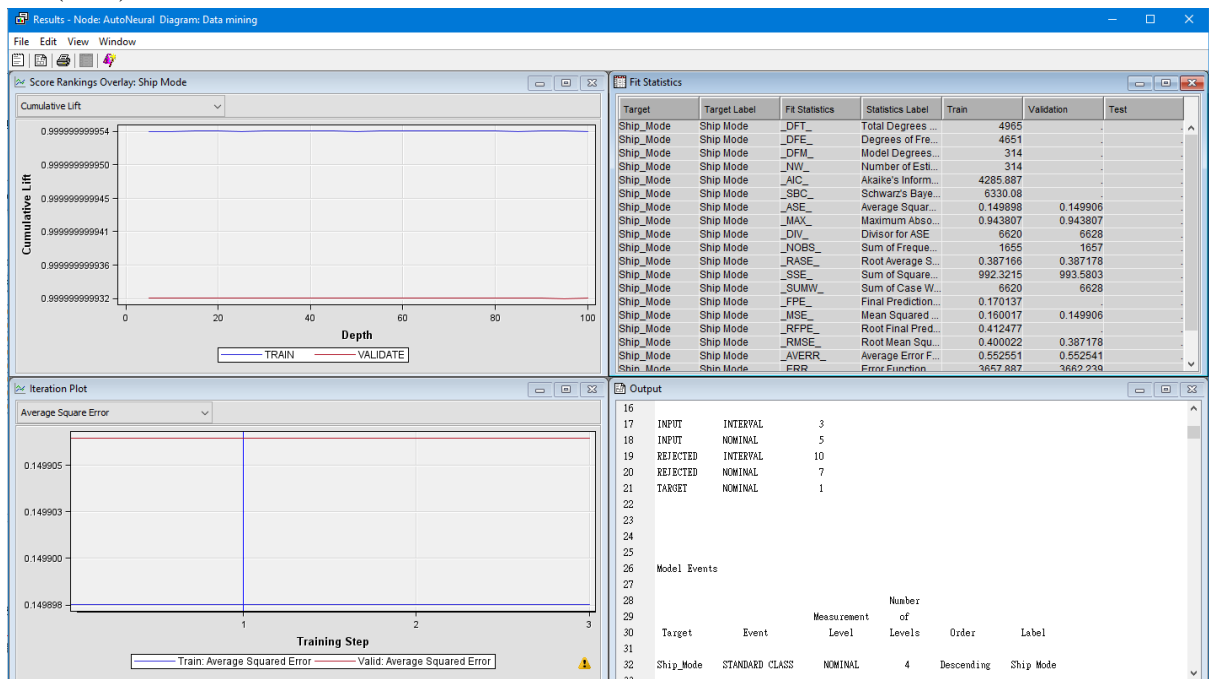 Results - Node: AutoNeural Diagram: Data mining
File Edit View Window
Score Rankings Overlay: Ship Mode
Cumulative Lift
0.999999999954
0.999999999950
0.999999999945
0.999999999941
0.999999999936
0.999999999932
Cumulative Lift
0 20 40 60 80 100
Depth
TRAIN VALIDATE
Fit Statistics
Target Target Label Fit Statistics Statistics Label Train Validation Test
Ship_Mode Ship Mode _DFT_ Total Degrees ... 4965 . .
Ship_Mode Ship Mode _DFE_ Degrees of Fre... 4651 . .
Ship_Mode Ship Mode _DFM_ Model Degrees... 314 . .
Ship_Mode Ship Mode _NW_ Number of Esti... 314 . .
Ship_Mode Ship Mode _AIC_ Akaike's Inform... 4285.887 . .
Ship_Mode Ship Mode _SBC_ Schwarz's Baye... 6330.08 . .
Ship_Mode Ship Mode _ASE_ Average Squar... 0.149898 0.149906 .
Ship_Mode Ship Mode _MAX_ Maximum Abso... 0.943807 0.943807 .
Ship_Mode Ship Mode _DIV_ Divisor for ASE 6620 6628 .
Ship_Mode Ship Mode _NOBS_ Sum of Freque... 1655 1657 .
Ship_Mode Ship Mode _RASE_ Root Average S... 0.387166 0.387178 .
Ship_Mode Ship Mode _SSE_ Sum of Square... 992.3215 993.5803 .
Ship_Mode Ship Mode _SUMW_ Sum of Case W... 6620 6628 .
Ship_Mode Ship Mode _FPE_ Final Prediction... 0.170137 . .
Ship_Mode Ship Mode _MSE_ Mean Squared ... 0.160017 0.149906 .
Ship_Mode Ship Mode _RFPE_ Root Final Pred... 0.412477 . .
Ship_Mode Ship Mode _RMSE_ Root Mean Squ... 0.400022 0.387178 .
Ship_Mode Ship Mode _AVERR_ Average Error F... 0.552551 0.552541 .
Ship_Mode Ship Mode _ERR_ Error Function 3657.887 3662.239
Iteration Plot
Average Square Error
0.149905
0.149903
0.149900
0.149898
1 2 3
Training Step
Train: Average Squared Error Valid: Average Squared Error
Output
16
17 INPUT INTERVAL 3
18 INPUT NOMINAL 5
19 REJECTED INTERVAL 10
20 REJECTED NOMINAL 7
21 TARGET NOMINAL 1
22
23
24
25
26 Model Events
27
28 Number
29 Measurement of
30 Target Event Level Levels Order Label
31
32 Ship_Mode STANDARD CLASS NOMINAL 4 Descending Ship Mode